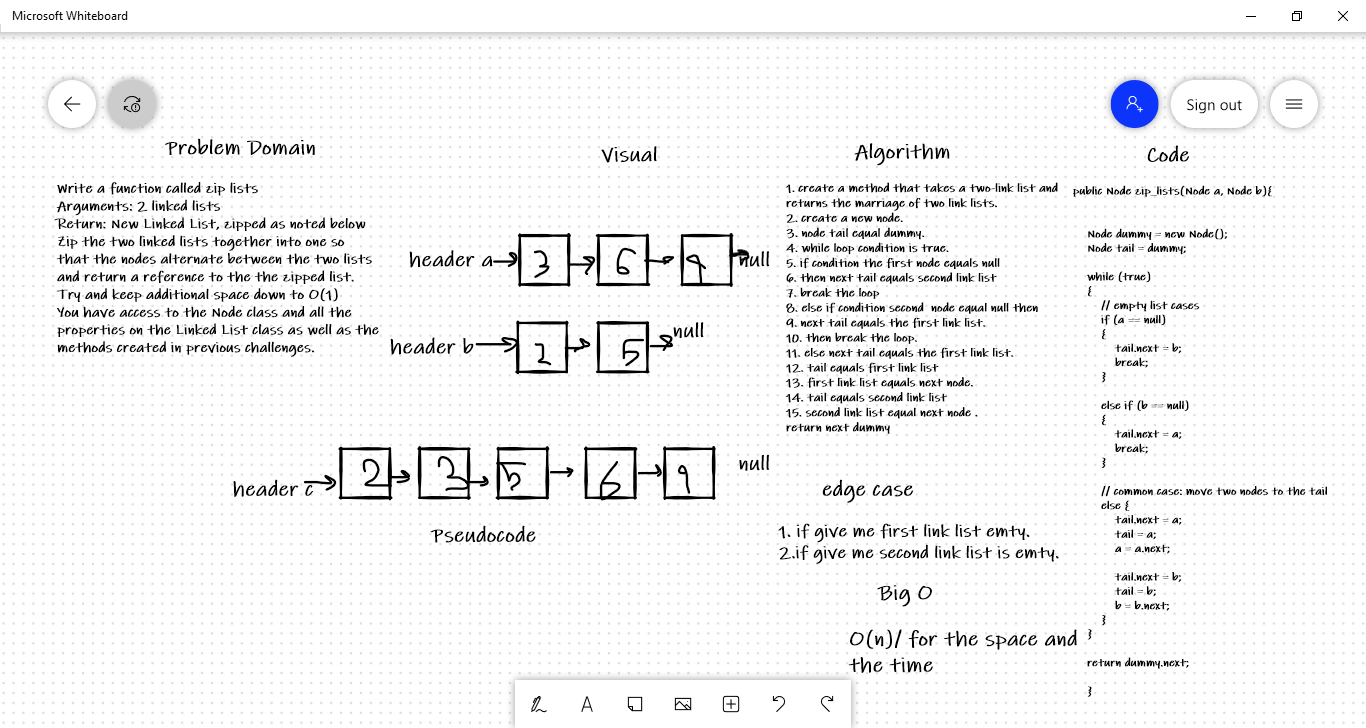 Microsoft Whiteboard
Sign out
Problem Domain
Write a function called zip lists
Arguments: 2 linked lists
Return: New Linked List, zipped as noted below
Zip the two linked lists together into one so
that the nodes alternate between the two lists
and return a reference to the the zipped list.
Try and keep additional space down to O(1)
You have access to the Node class and all the
properties on the Linked List class as well as the
methods created in previous challenges.
Visual
header a 3 6 9 null
header b 2 5 null
header c 2 3 5 6 9 null
Pseudocode
Algorithm
1. create a method that takes a two-link list and
returns the marriage of two link lists.
2. create a new node.
3. node tail equal dummy.
4. while loop condition is true.
5. if condition the first node equals null
6. then next tail equals second link list
7. break the loop
8. else if condition second node equal null then
9. next tail equals the first link list.
10. then break the loop.
11. else next tail equals the first link list.
12. tail equals first link list
13. first link list equals next node.
14. tail equals second link list
15. second link list equal next node .
return next dummy
edge case
1. if give me first link list emty.
2.if give me second link list is emty.
Big O
O(n)/ for the space and
the time
Code
public Node zip_lists(Node a, Node b){
Node dummy = new Node();
Node tail = dummy;
while (true)
{
// empty list cases
if (a == null)
{
tail.next = b;
break;
}
else if (b == null)
{
tail.next = a;
break;
}
// common case: move two nodes to the tail
else {
tail.next = a;
tail = a;
a = a.next;
tail.next = b;
tail = b;
b = b.next;
}
}
return dummy.next;
}
A